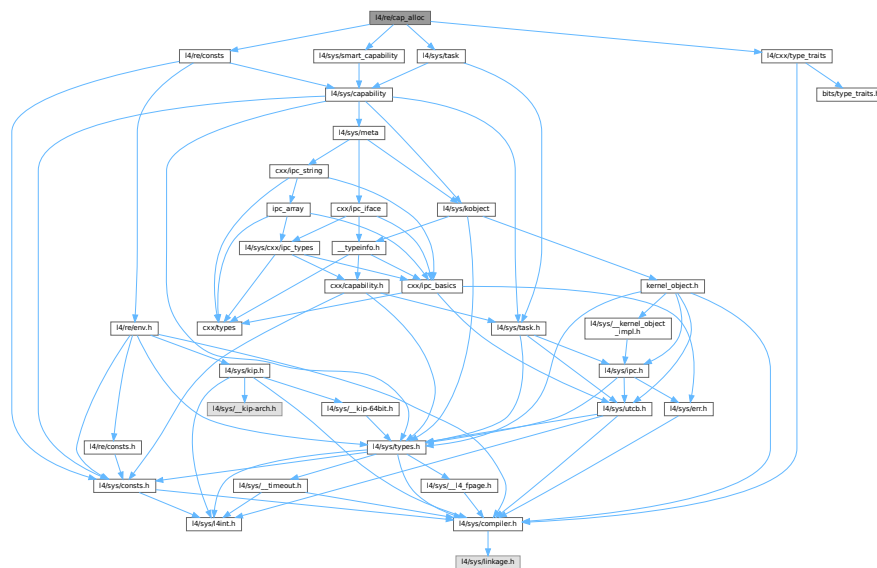 l4/re/cap_alloc
l4/re/consts
l4/sys/smart_capability
l4/sys/task
l4/cxx/type_traits
l4/sys/capability
bits/type_traits.h
l4/sys/meta
cxx/ipc_string
ipc_array
cxx/ipc_iface
l4/sys/kobject
l4/sys/cxx/ipc_types
__typeinfo.h
cxx/capability.h
cxx/ipc_basics
kernel_object.h
l4/re/env.h
cxx/types
l4/sys/task.h
l4/sys/__kernel_object
_impl.h
l4/sys/kip.h
l4/sys/ipc.h
l4/sys/__kip-arch.h
l4/sys/__kip-64bit.h
l4/sys/utcb.h
l4/sys/err.h
l4/re/consts.h
l4/sys/types.h
l4/sys/consts.h
l4/sys/__timeout.h
l4/sys/__l4_fpage.h
l4/sys/l4int.h
l4/sys/compiler.h
l4/sys/linkage.h